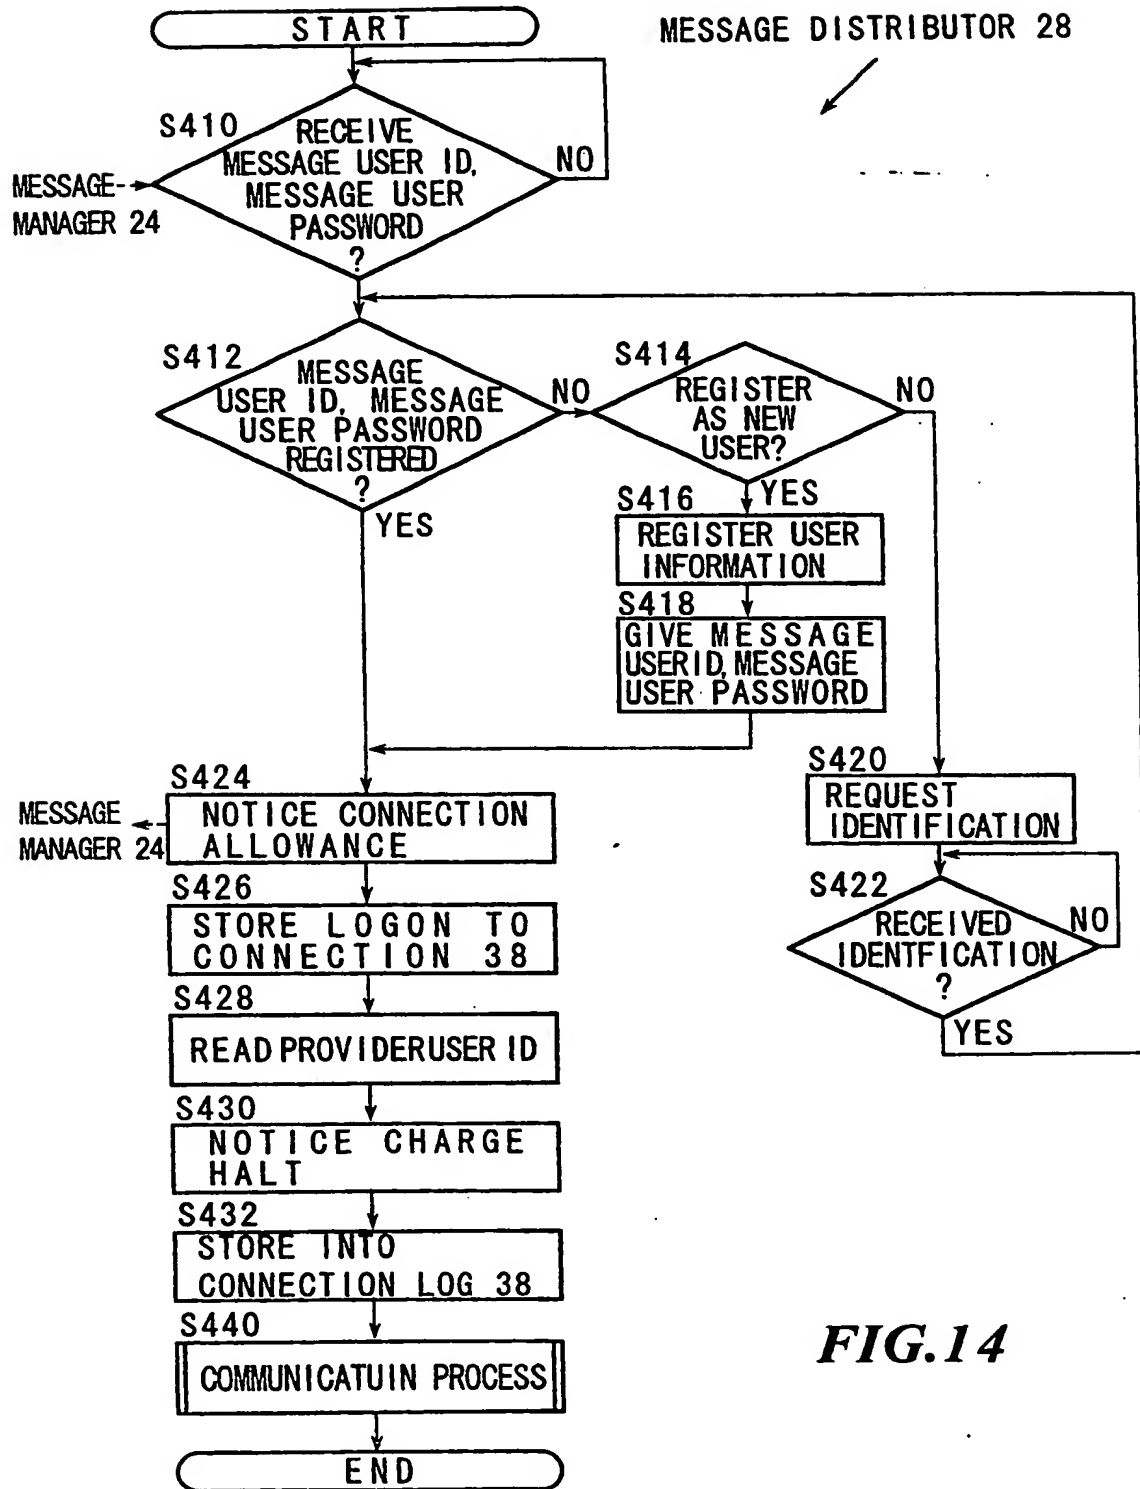 START
MESSAGE DISTRIBUTOR 28
S410
RECEIVE
MESSAGE USER ID,
MESSAGE USER
PASSWORD
?
NO
MESSAGE
MANAGER 24
S412
MESSAGE
USER ID, MESSAGE
USER PASSWORD
REGISTERED
?
NO
YES
S414
REGISTER
AS NEW
USER?
NO
YES
S416
REGISTER USER
INFORMATION
S418
GIVE MESSAGE
USERID, MESSAGE
USER PASSWORD
S420
REQUEST
IDENTIFICATION
S422
RECEIVED
IDENTFICATION
?
NO
YES
S424
NOTICE CONNECTION
ALLOWANCE
MESSAGE
MANAGER 24
S426
STORE LOGON TO
CONNECTION 38
S428
READ PROVIDERUSER ID
S430
NOTICE CHARGE
HALT
S432
STORE INTO
CONNECTION LOG 38
S440
COMMUNICATUIN PROCESS
END
FIG.14